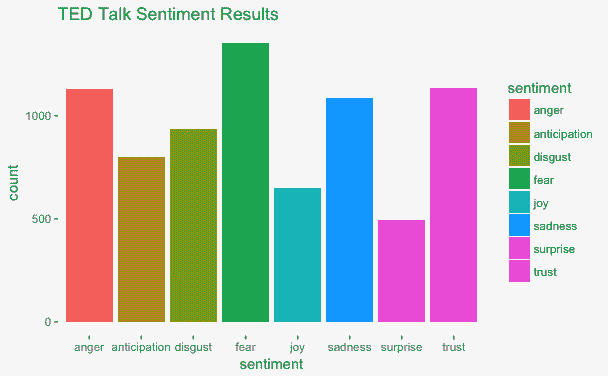 TED Talk Sentiment Results
count
1000
500
0
anger anticipation disgust fear joy sadness surprise trust
sentiment
sentiment
anger
anticipation
disgust
fear
joy
sadness
surprise
trust